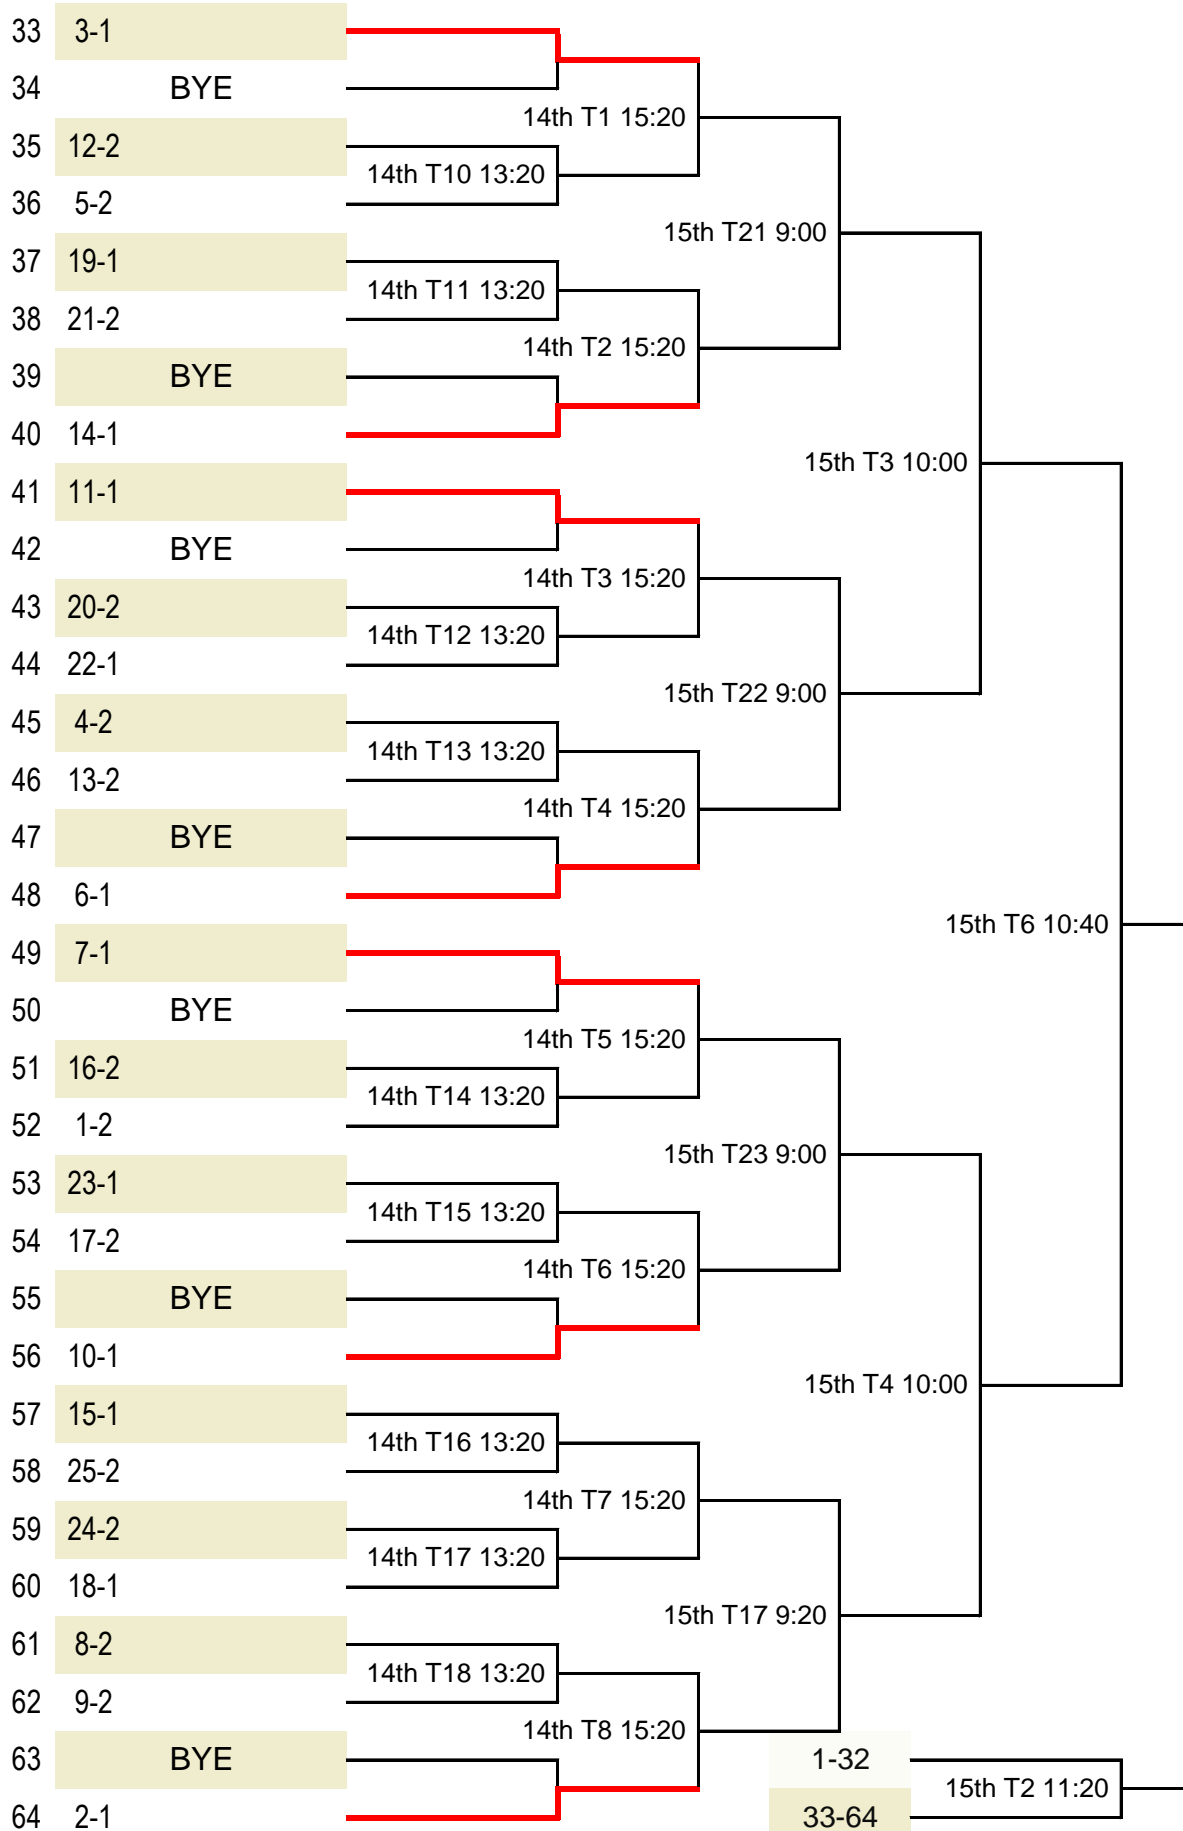 33 3-1
34 BYE
14th T1 15:20
35 12-2
14th T10 13:20
36 5-2
15th T21 9:00
37 19-1
14th T11 13:20
38 21-2
14th T2 15:20
39 BYE
40 14-1
15th T3 10:00
41 11-1
42 BYE
14th T3 15:20
43 20-2
14th T12 13:20
44 22-1
15th T22 9:00
45 4-2
14th T13 13:20
46 13-2
14th T4 15:20
47 BYE
48 6-1
15th T6 10:40
49 7-1
50 BYE
14th T5 15:20
51 16-2
14th T14 13:20
52 1-2
15th T23 9:00
53 23-1
14th T15 13:20
54 17-2
14th T6 15:20
55 BYE
56 10-1
15th T4 10:00
57 15-1
14th T16 13:20
58 25-2
14th T7 15:20
59 24-2
14th T17 13:20
60 18-1
15th T17 9:20
61 8-2
14th T18 13:20
62 9-2
14th T8 15:20
63 BYE
1-32
15th T2 11:20
64 2-1
33-64